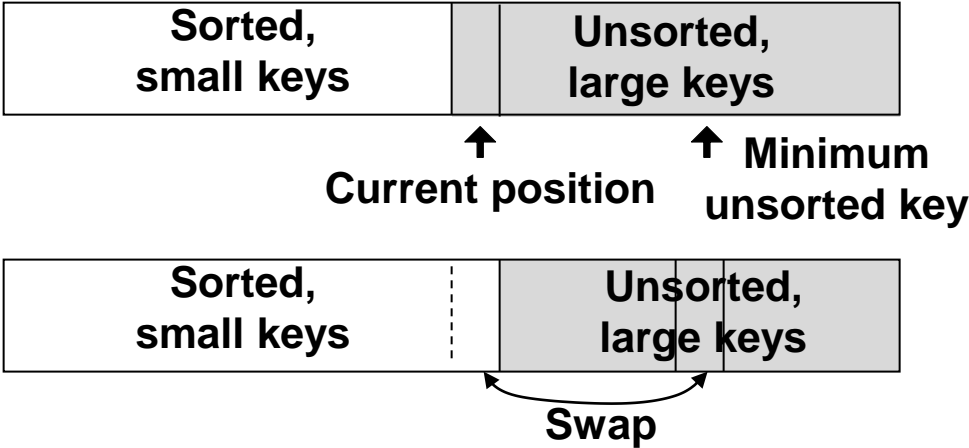 Sorted,
small keys
Unsorted,
large keys
Current position
Minimum
unsorted key
Sorted,
small keys
Unsorted,
large keys
Swap